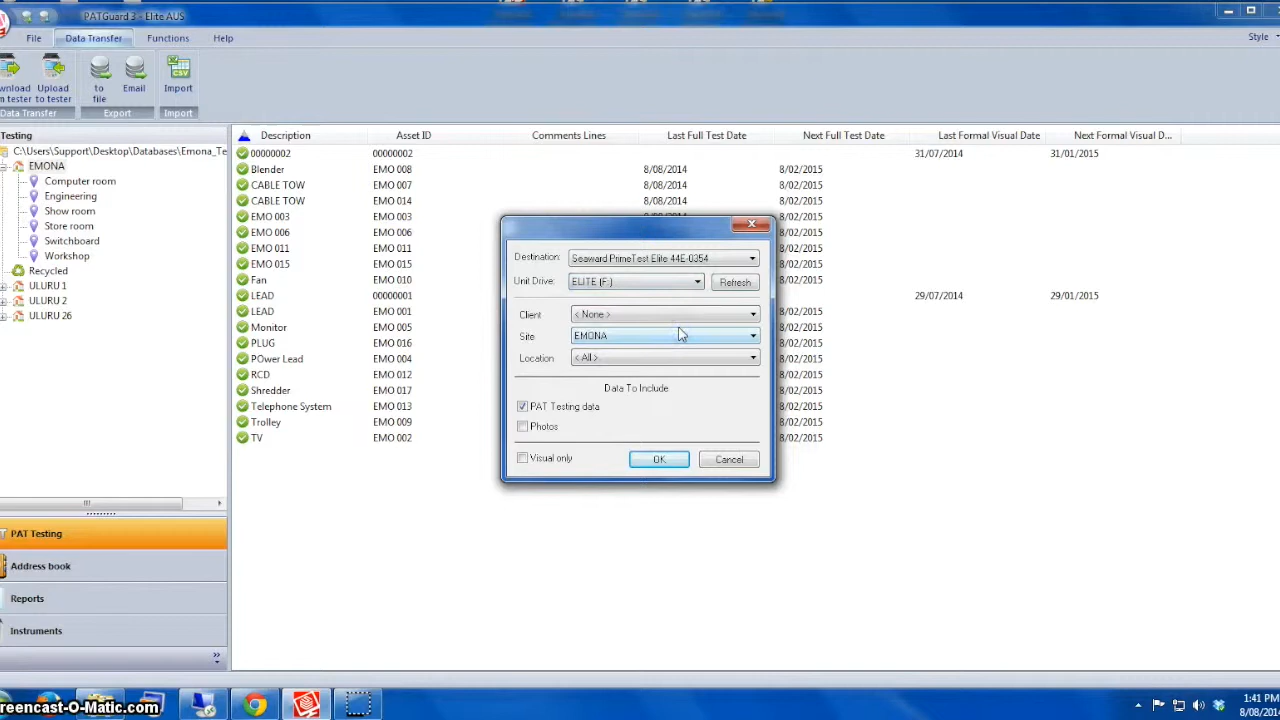 PATGuard 3 - Elite AUS
File Data Transfer Functions Help Style
from tester Upload to tester to file Email Import
Data Transfer Export Import
Testing
C:\Users\Support\Desktop\Databases\Emona_Te
EMONA
Computer room
Engineering
Show room
Store room
Switchboard
Workshop
Recycled
ULURU 1
ULURU 2
ULURU 26
PAT Testing
Address book
Reports
Instruments
Description Asset ID Comments Lines Last Full Test Date Next Full Test Date Last Formal Visual Date Next Formal Visual D...
00000002 00000002 31/07/2014 31/01/2015
Blender EMO 008 8/08/2014 8/02/2015
CABLE TOW EMO 007 8/08/2014 8/02/2015
CABLE TOW EMO 014 8/08/2014 8/02/2015
EMO 003 EMO 003 8/02/2015
EMO 006 EMO 006 8/02/2015
EMO 011 EMO 011 8/02/2015
EMO 015 EMO 015 8/02/2015
Fan EMO 010 8/02/2015
LEAD 00000001 29/07/2014 29/01/2015
LEAD EMO 001 8/02/2015
Monitor EMO 005 8/02/2015
PLUG EMO 016 8/02/2015
POwer Lead EMO 004 8/02/2015
RCD EMO 012 8/02/2015
Shredder EMO 017 8/02/2015
Telephone System EMO 013 8/02/2015
Trolley EMO 009 8/02/2015
TV EMO 002 8/02/2015
Destination: Seaward PrimeTest Elite 44E-0354
Unit Drive: ELITE (F:) Refresh
Client < None >
Site EMONA
Location < All >
Data To Include
PAT Testing data
Photos
Visual only OK Cancel
reencast-O-Matic.com
1:41 PM
8/08/2014